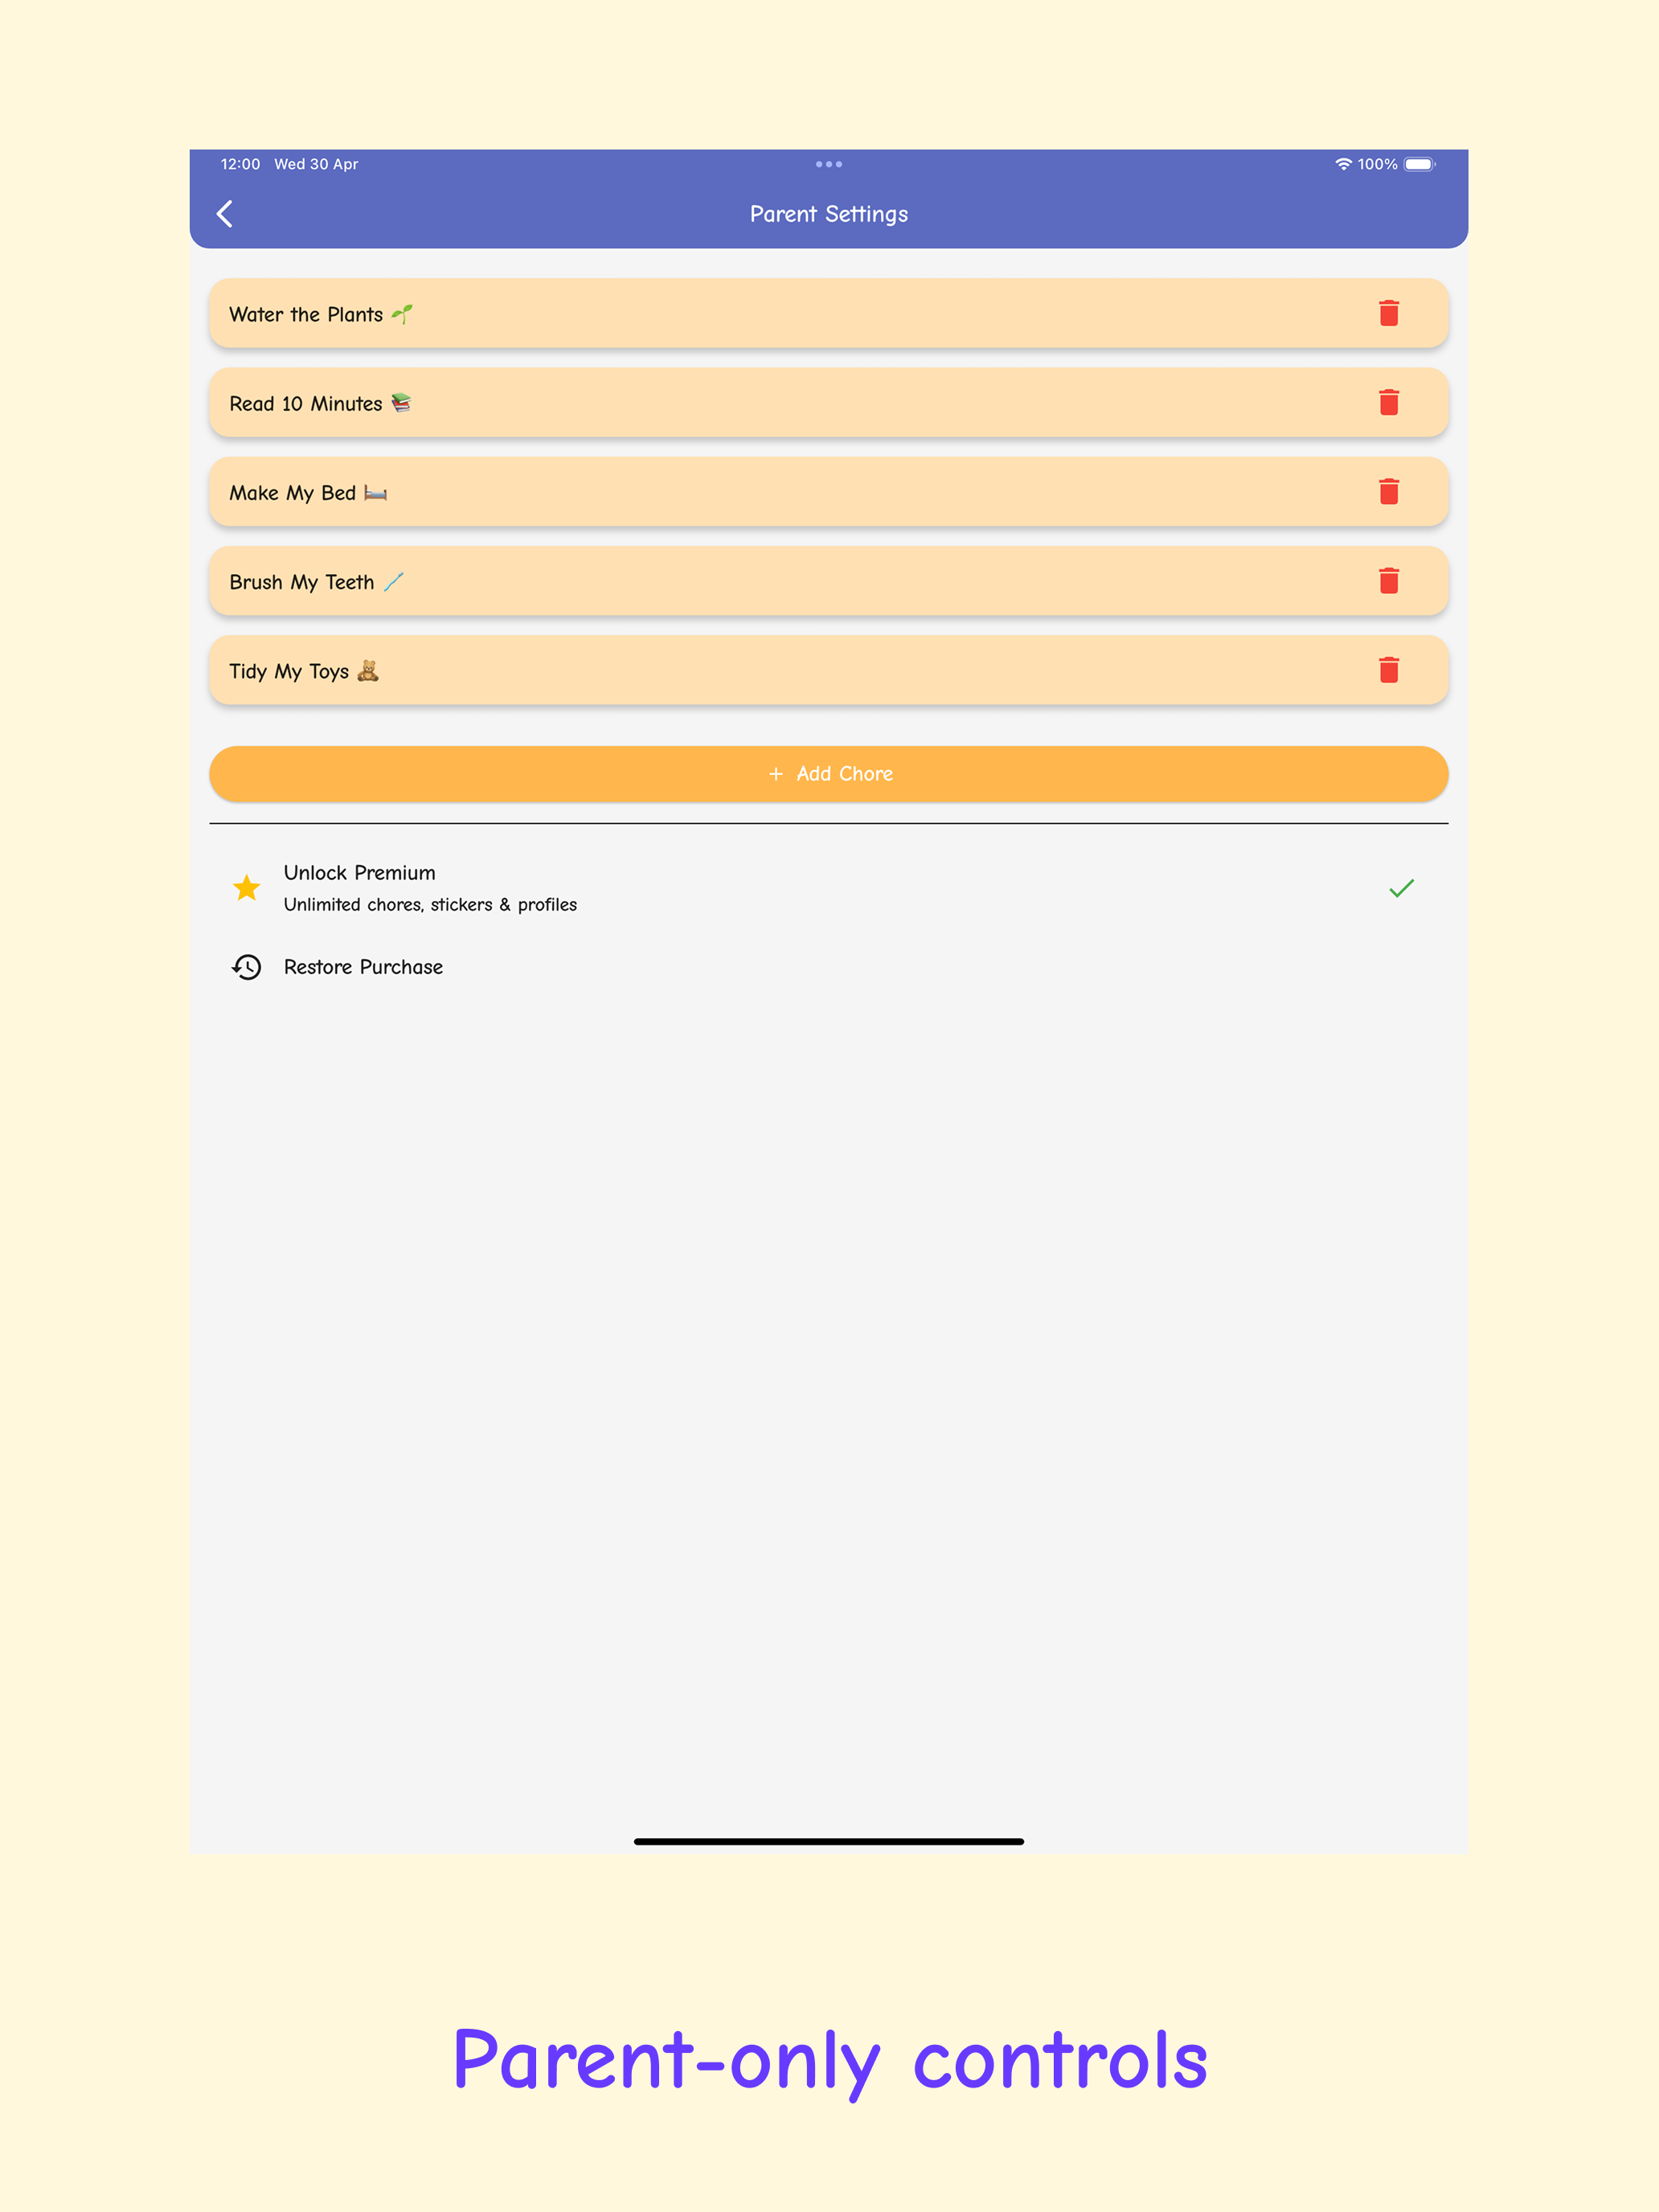 12:00 Wed 30 Apr 100%
Parent Settings
Water the Plants 🌱
Read 10 Minutes 📚
Make My Bed 🛏️
Brush My Teeth 🪥
Tidy My Toys 🧸
+ Add Chore
Unlock Premium
Unlimited chores, stickers & profiles
Restore Purchase
Parent-only controls